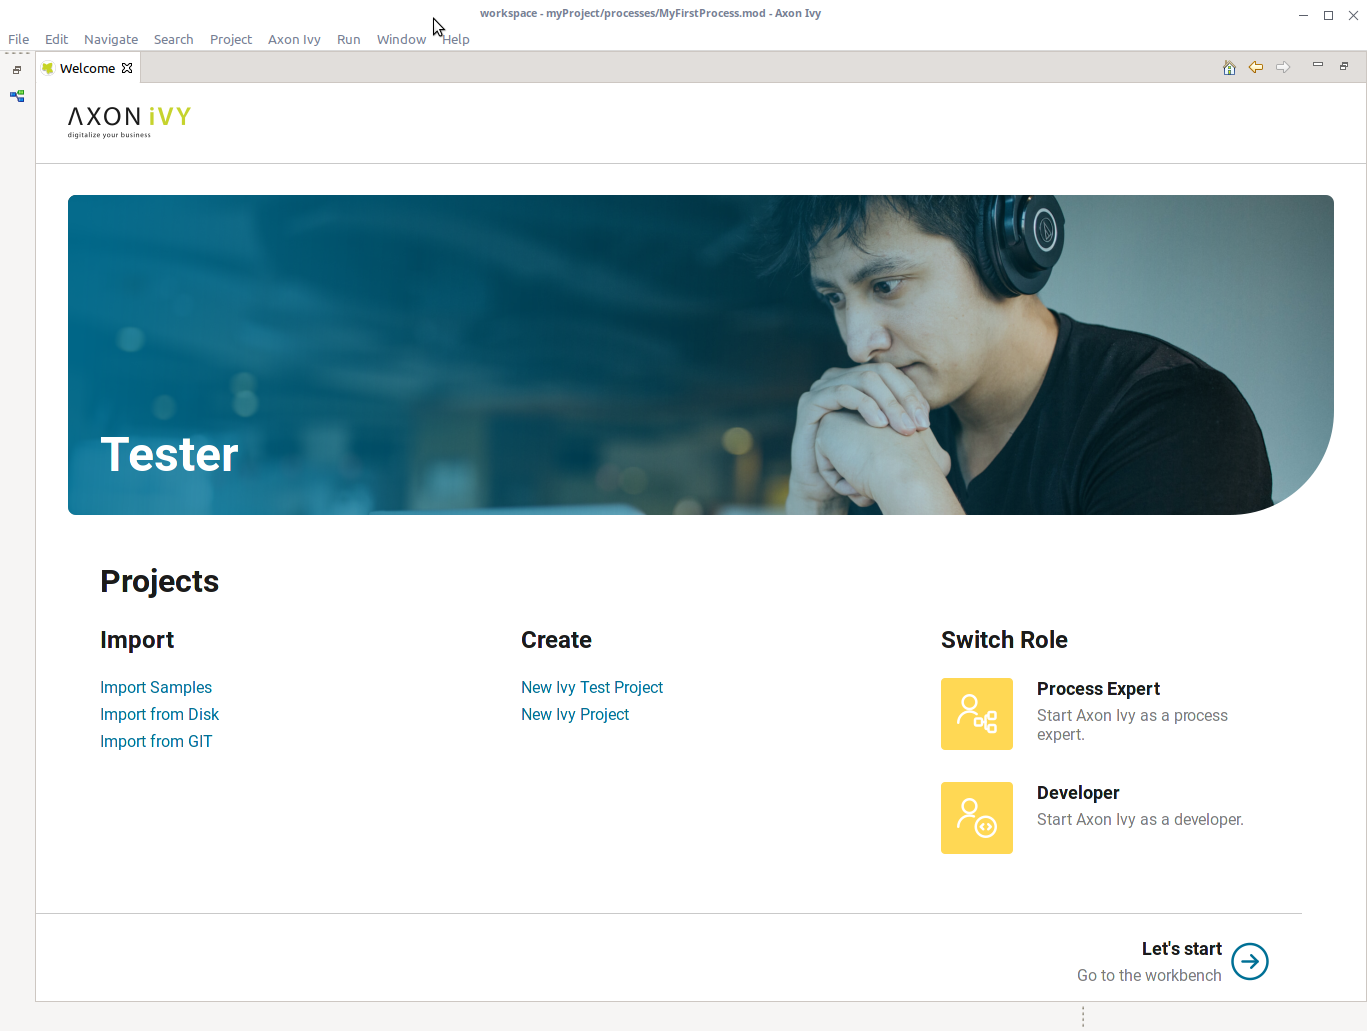 workspace - myProject/processes/MyFirstProcess.mod - Axon Ivy
File Edit Navigate Search Project Axon Ivy Run Window Help
Welcome
AXON iVY
digitalize your business
Tester
Projects
Import
Import Samples
Import from Disk
Import from GIT
Create
New Ivy Test Project
New Ivy Project
Switch Role
Process Expert
Start Axon Ivy as a process
expert.
Developer
Start Axon Ivy as a developer.
Let's start
Go to the workbench